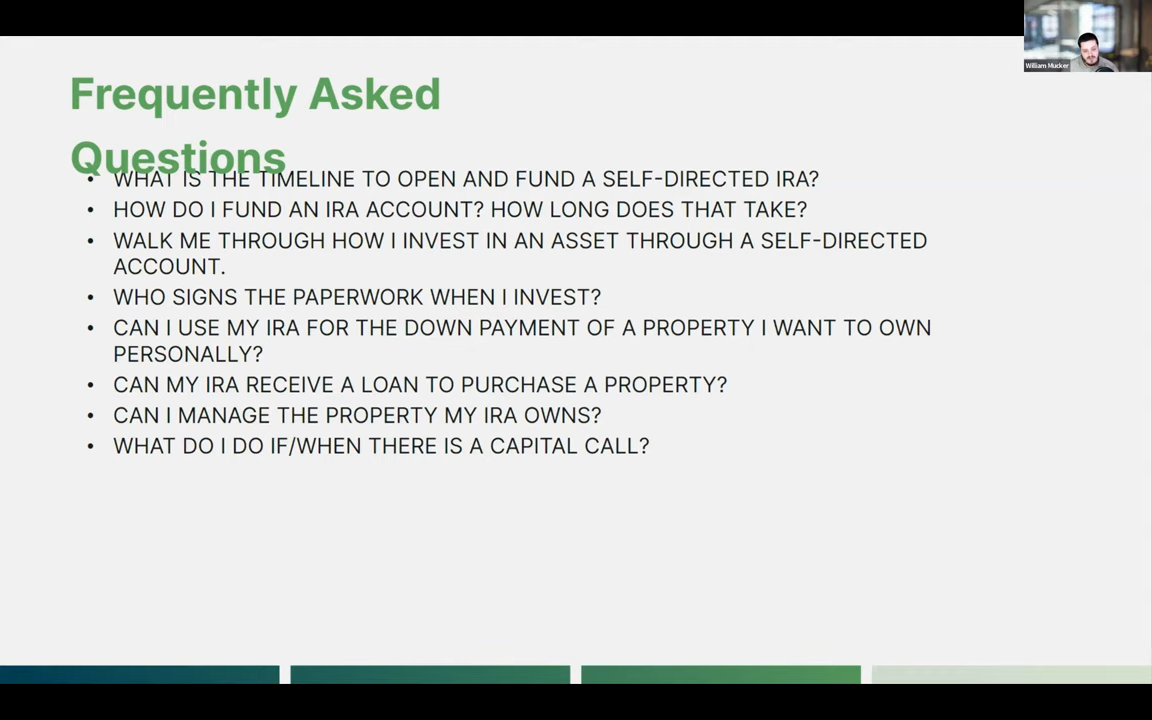 William Mucker
Frequently Asked
Questions
• WHAT IS THE TIMELINE TO OPEN AND FUND A SELF-DIRECTED IRA?
• HOW DO I FUND AN IRA ACCOUNT? HOW LONG DOES THAT TAKE?
• WALK ME THROUGH HOW I INVEST IN AN ASSET THROUGH A SELF-DIRECTED
ACCOUNT.
• WHO SIGNS THE PAPERWORK WHEN I INVEST?
• CAN I USE MY IRA FOR THE DOWN PAYMENT OF A PROPERTY I WANT TO OWN
PERSONALLY?
• CAN MY IRA RECEIVE A LOAN TO PURCHASE A PROPERTY?
• CAN I MANAGE THE PROPERTY MY IRA OWNS?
• WHAT DO I DO IF/WHEN THERE IS A CAPITAL CALL?